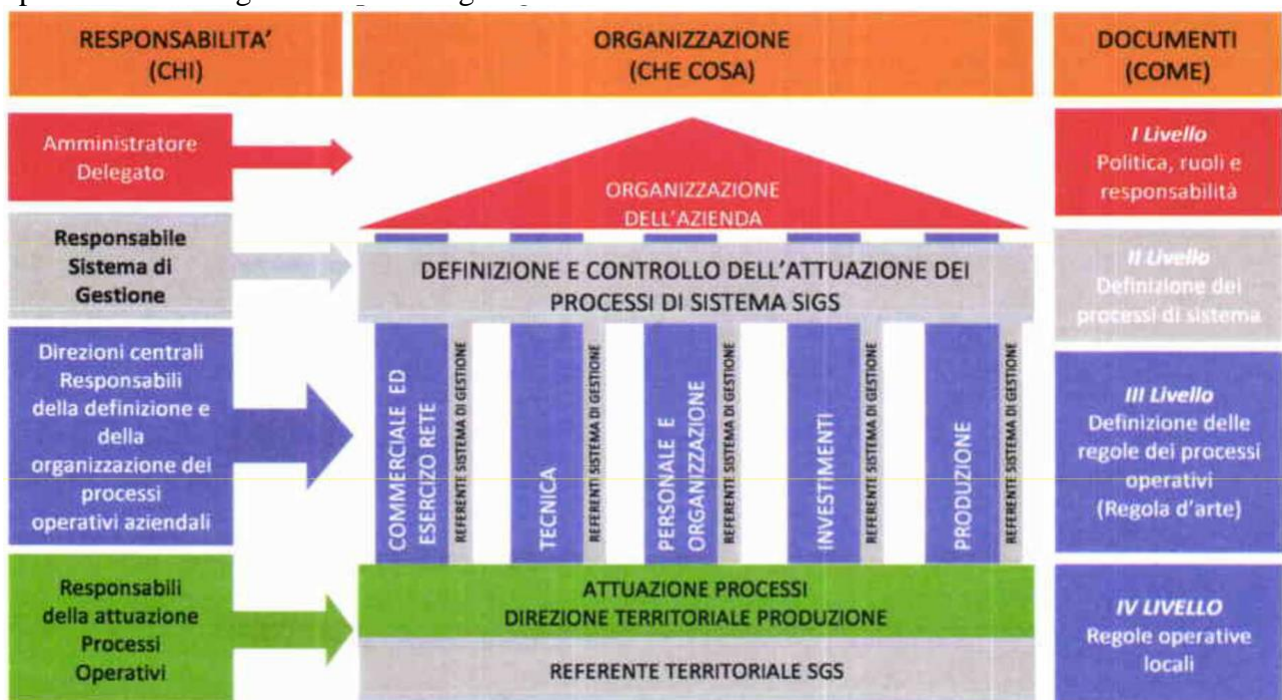 RESPONSABILITA'
(CHI)
ORGANIZZAZIONE
(CHE COSA)
DOCUMENTI
(COME)
Amministratore
Delegato
ORGANIZZAZIONE
DELL'AZIENDA
I Livello
Politica, ruoli e
responsabilità
Responsabile
Sistema di
Gestione
DEFINIZIONE E CONTROLLO DELL'ATTUAZIONE DEI
PROCESSI DI SISTEMA SIGS
II Livello
Definizione dei
processi di sistema
Direzioni centrali
Responsabili
della definizione e
della
organizzazione dei
processi
operativi aziendali
COMMERCIALE ED
ESERCIZO RETE
REFERENTE SISTEMA DI GESTIONE
TECNICA
REFERENTI SISTEMA DI GESTIONE
PERSONALE E
ORGANIZZAZIONE
REFERENTE SISTEMA DI GESTIONE
INVESTIMENTI
REFERENTE SISTEMA DI GESTIONE
PRODUZIONE
REFERENTE SISTEMA DI GESTIONE
III Livello
Definizione delle
regole dei processi
operativi
(Regola d'arte)
Responsabili
della attuazione
Processi
Operativi
ATTUAZIONE PROCESSI
DIREZIONE TERRITORIALE PRODUZIONE
REFERENTE TERRITORIALE SGS
IV LIVELLO
Regole operative
locali